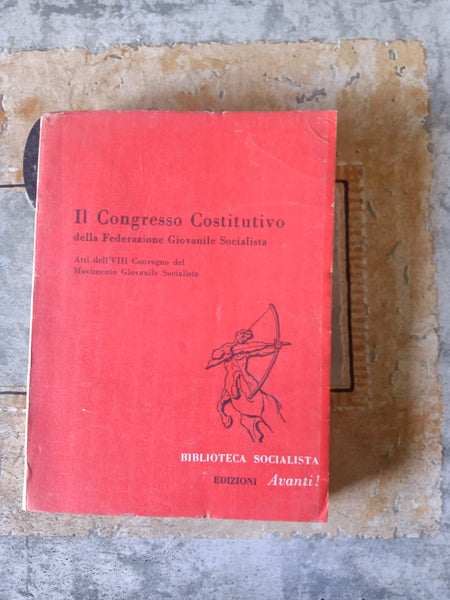 Il Congresso Costitutivo
della Federazione Giovanile Socialista
Atti dell'VIII Convegno del
Movimento Giovanile Socialista
BIBLIOTECA SOCIALISTA
EDIZIONI Avanti!